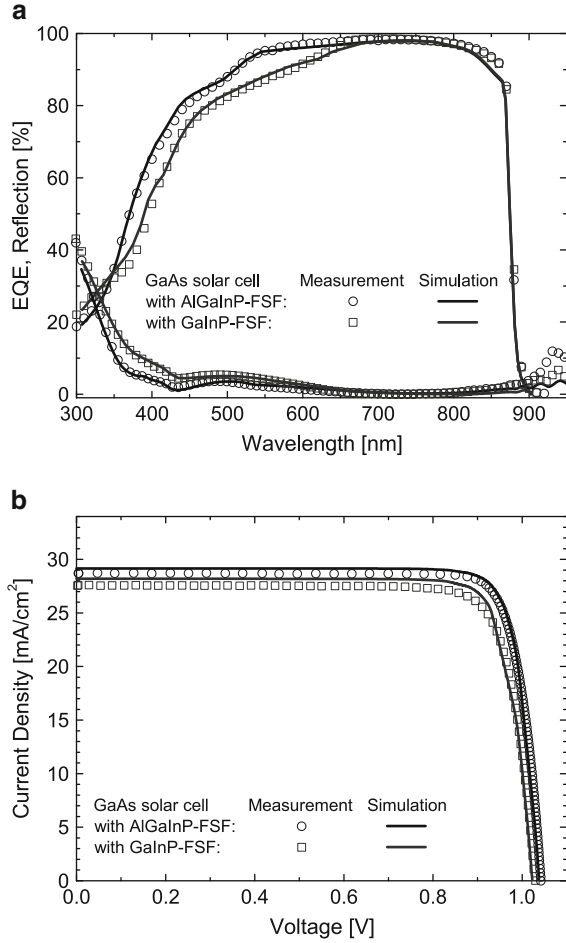 a
100
80
60
40
20
0
EQE, Reflection [%]
GaAs solar cell Measurement Simulation
with AlGaInP-FSF:
with GaInP-FSF:
300 400 500 600 700 800 900
Wavelength [nm]
b
30
25
20
15
10
5
0
Current Density [mA/cm²]
GaAs solar cell Measurement Simulation
with AlGaInP-FSF:
with GaInP-FSF:
0.0 0.2 0.4 0.6 0.8 1.0
Voltage [V]